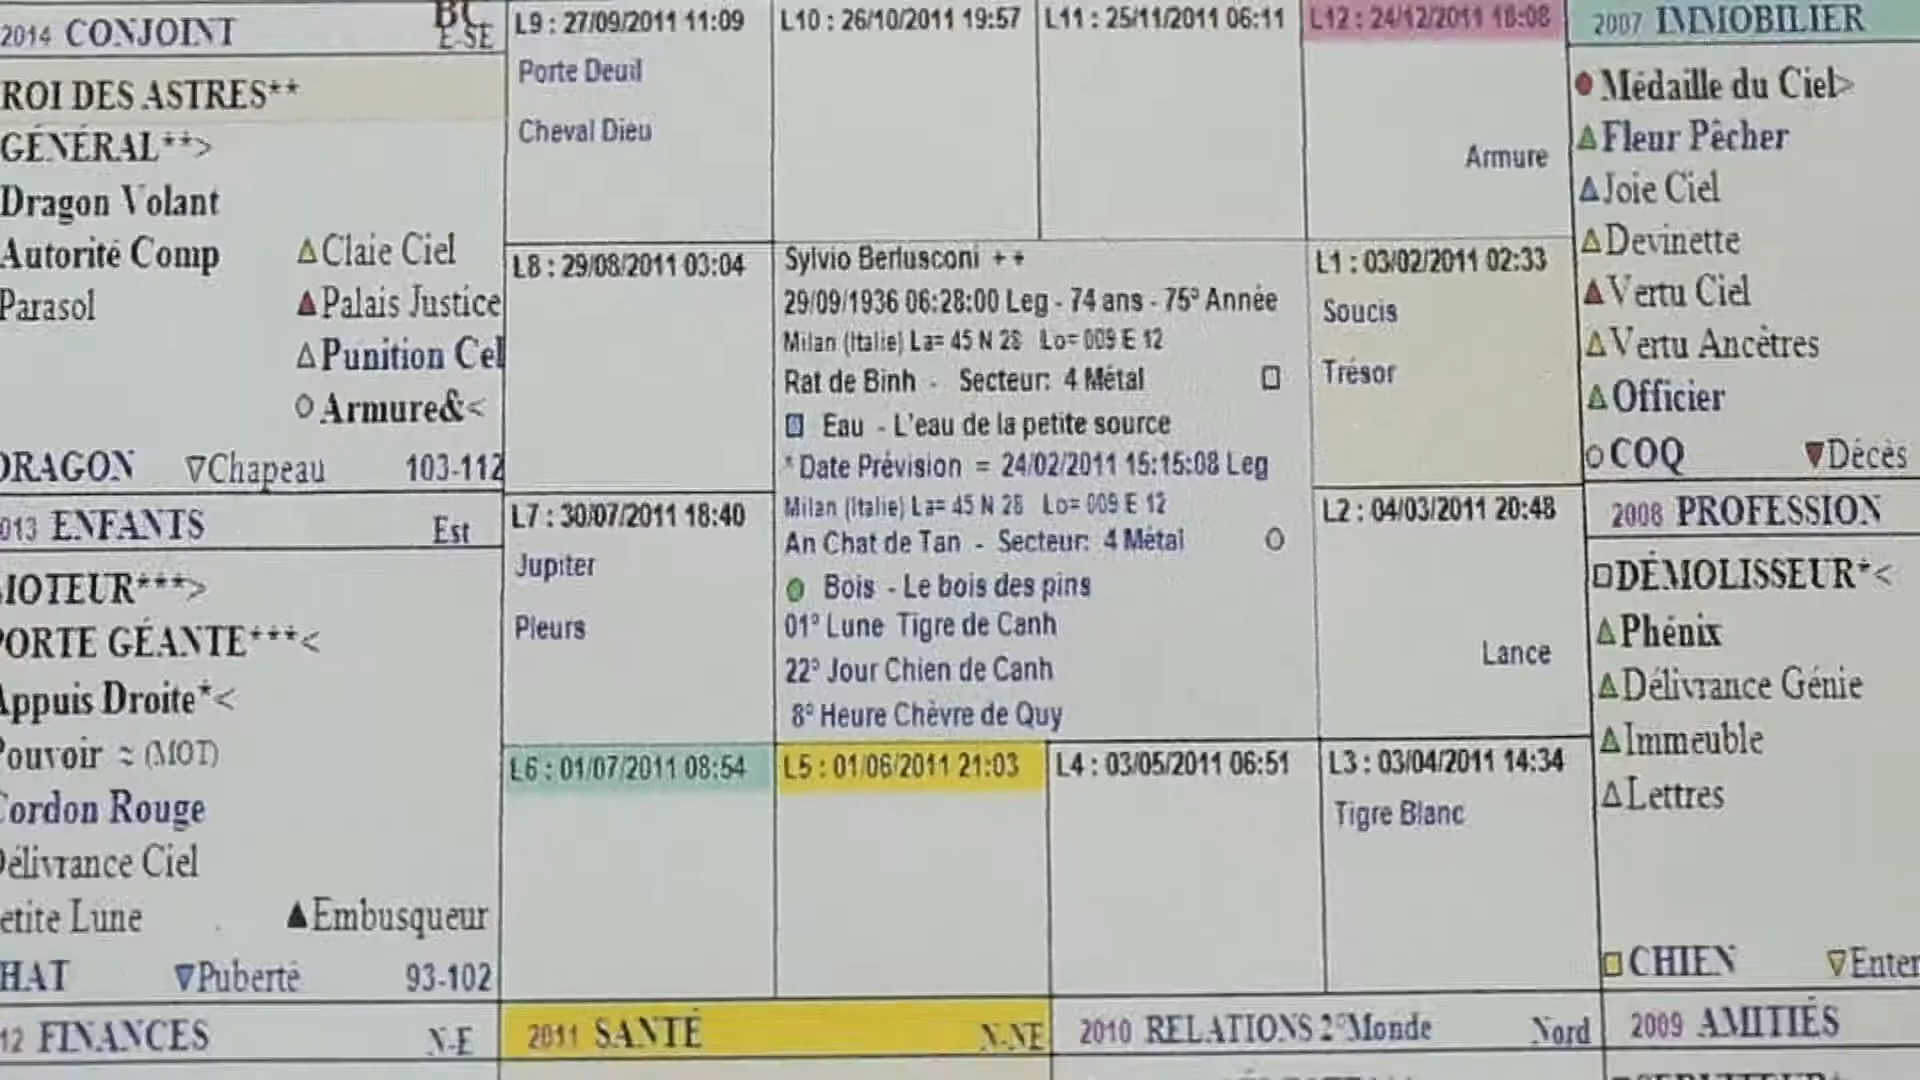 2014 CONJOINT
E-SE
ROI DES ASTRES**
GÉNÉRAL**>
Dragon Volant
Autorité Comp
△Claie Ciel
Parasol
▲Palais Justice
△Punition Cel
○ Armure&<
DRAGON ▽Chapeau 103-112
013 ENFANTS Est
MOTEUR***>
PORTE GÉANTE***<
Appuis Droite*<
Pouvoir ≈ (MOT)
Cordon Rouge
Délivrance Ciel
etite Lune
▲Embusqueur
HAT ▽Puberté 93-102
12 FINANCES N-E
L9 : 27/09/2011 11:09
Porte Deuil
Cheval Dieu
L10 : 26/10/2011 19:57
L11 : 25/11/2011 06:11
L12 : 24/12/2011 18:08
Armure
L8 : 29/08/2011 03:04
Sylvio Berlusconi + +
29/09/1936 06:28:00 Leg - 74 ans - 75° Année
Milan (Italie) La= 45 N 28 Lo= 009 E 12
Rat de Binh - Secteur: 4 Métal
Eau - L'eau de la petite source
* Date Prévision = 24/02/2011 15:15:08 Leg
Milan (Italie) La= 45 N 28 Lo= 009 E 12
An Chat de Tan - Secteur: 4 Métal
Bois - Le bois des pins
01° Lune Tigre de Canh
22° Jour Chien de Canh
8° Heure Chèvre de Quy
L1 : 03/02/2011 02:33
Soucis
Trésor
L7 : 30/07/2011 18:40
Jupiter
Pleurs
L2 : 04/03/2011 20:48
Lance
L6 : 01/07/2011 08:54
L5 : 01/06/2011 21:03
L4 : 03/05/2011 06:51
L3 : 03/04/2011 14:34
Tigre Blanc
2011 SANTÉ N-NE
2010 RELATIONS 2°Monde Nord
2007 IMMOBILIER
● Médaille du Ciel>
△Fleur Pêcher
△Joie Ciel
△Devinette
▲Vertu Ciel
△Vertu Ancêtres
△Officier
○ COQ ▼Décès
2008 PROFESSION
□DÉMOLISSEUR*<
△Phénix
△Délivrance Génie
△Immeuble
△Lettres
□ CHIEN ▽Enter
2009 AMITIÉS